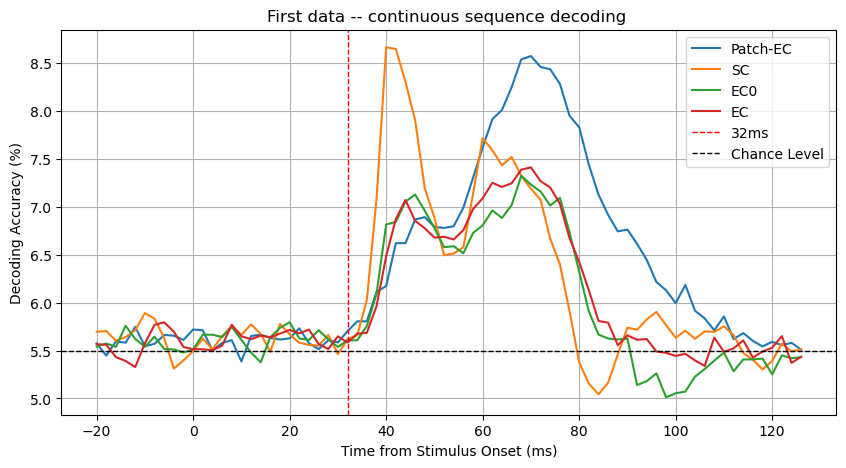 First data -- continuous sequence decoding
Decoding Accuracy (%)
8.5
8.0
7.5
7.0
6.5
6.0
5.5
5.0
Patch-EC
SC
EC0
EC
32ms
Chance Level
−20 0 20 40 60 80 100 120
Time from Stimulus Onset (ms)